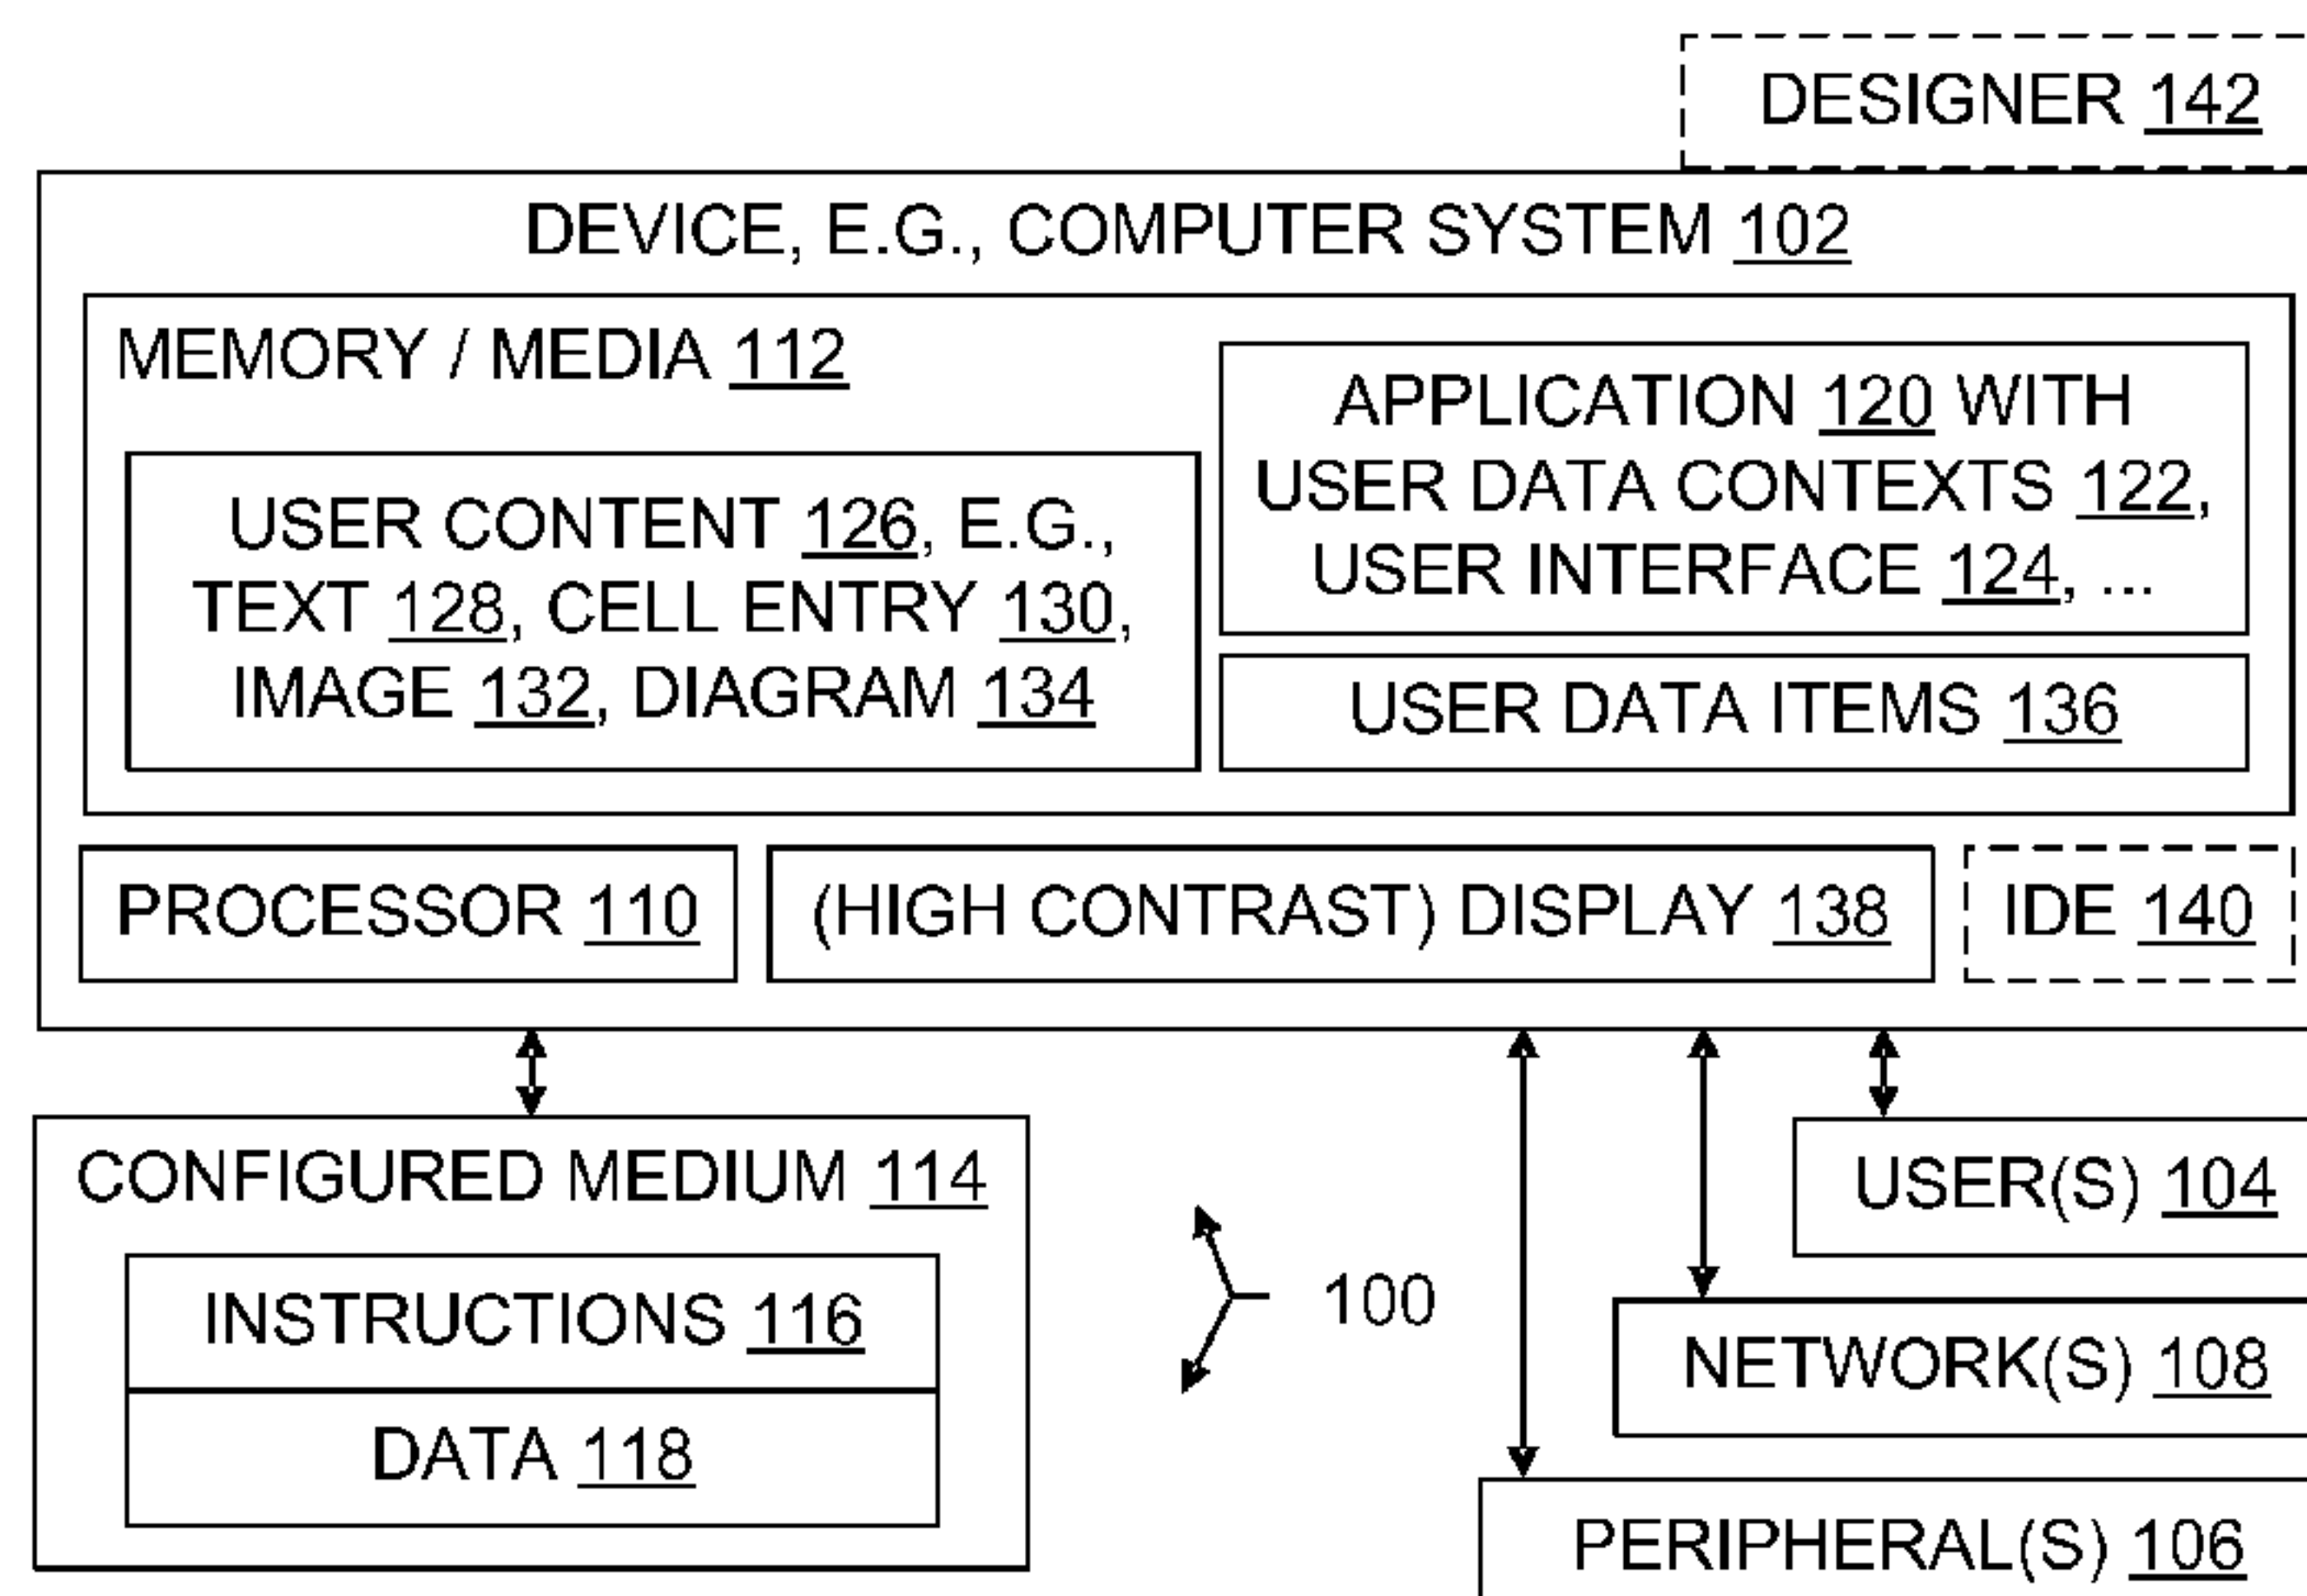 DESIGNER 142
DEVICE, E.G., COMPUTER SYSTEM 102
MEMORY / MEDIA 112
USER CONTENT 126, E.G.,
TEXT 128, CELL ENTRY 130,
IMAGE 132, DIAGRAM 134
APPLICATION 120 WITH
USER DATA CONTEXTS 122,
USER INTERFACE 124, ...
USER DATA ITEMS 136
PROCESSOR 110
(HIGH CONTRAST) DISPLAY 138
IDE 140
CONFIGURED MEDIUM 114
INSTRUCTIONS 116
DATA 118
100
USER(S) 104
NETWORK(S) 108
PERIPHERAL(S) 106